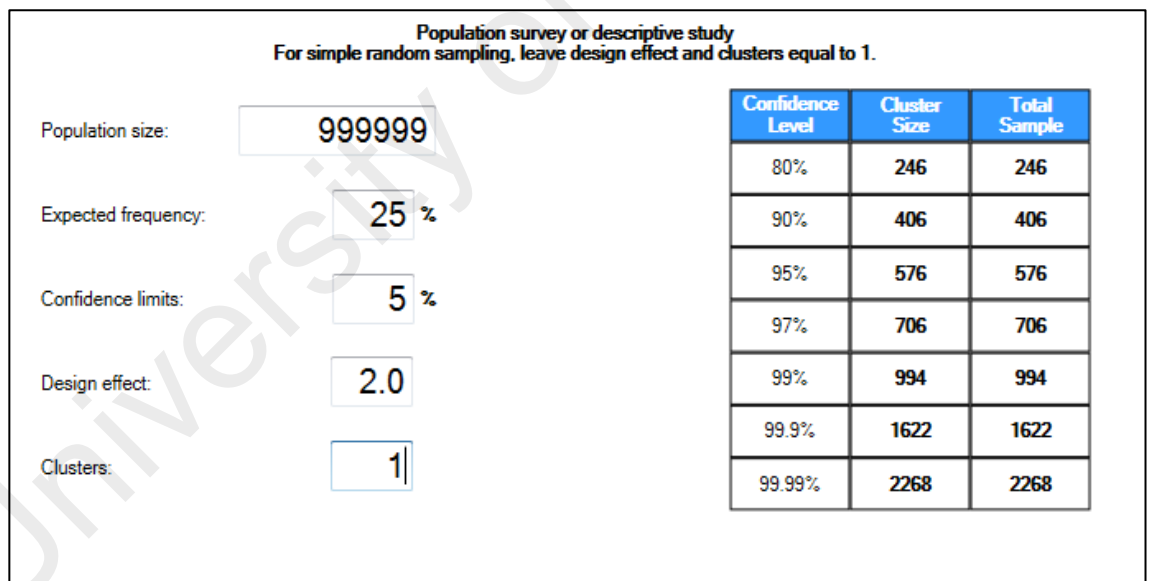 Population survey or descriptive study
For simple random sampling, leave design effect and clusters equal to 1.
Population size: 999999
Expected frequency: 25 %
Confidence limits: 5 %
Design effect: 2.0
Clusters: 1
Confidence Level Cluster Size Total Sample
80% 246 246
90% 406 406
95% 576 576
97% 706 706
99% 994 994
99.9% 1622 1622
99.99% 2268 2268
University